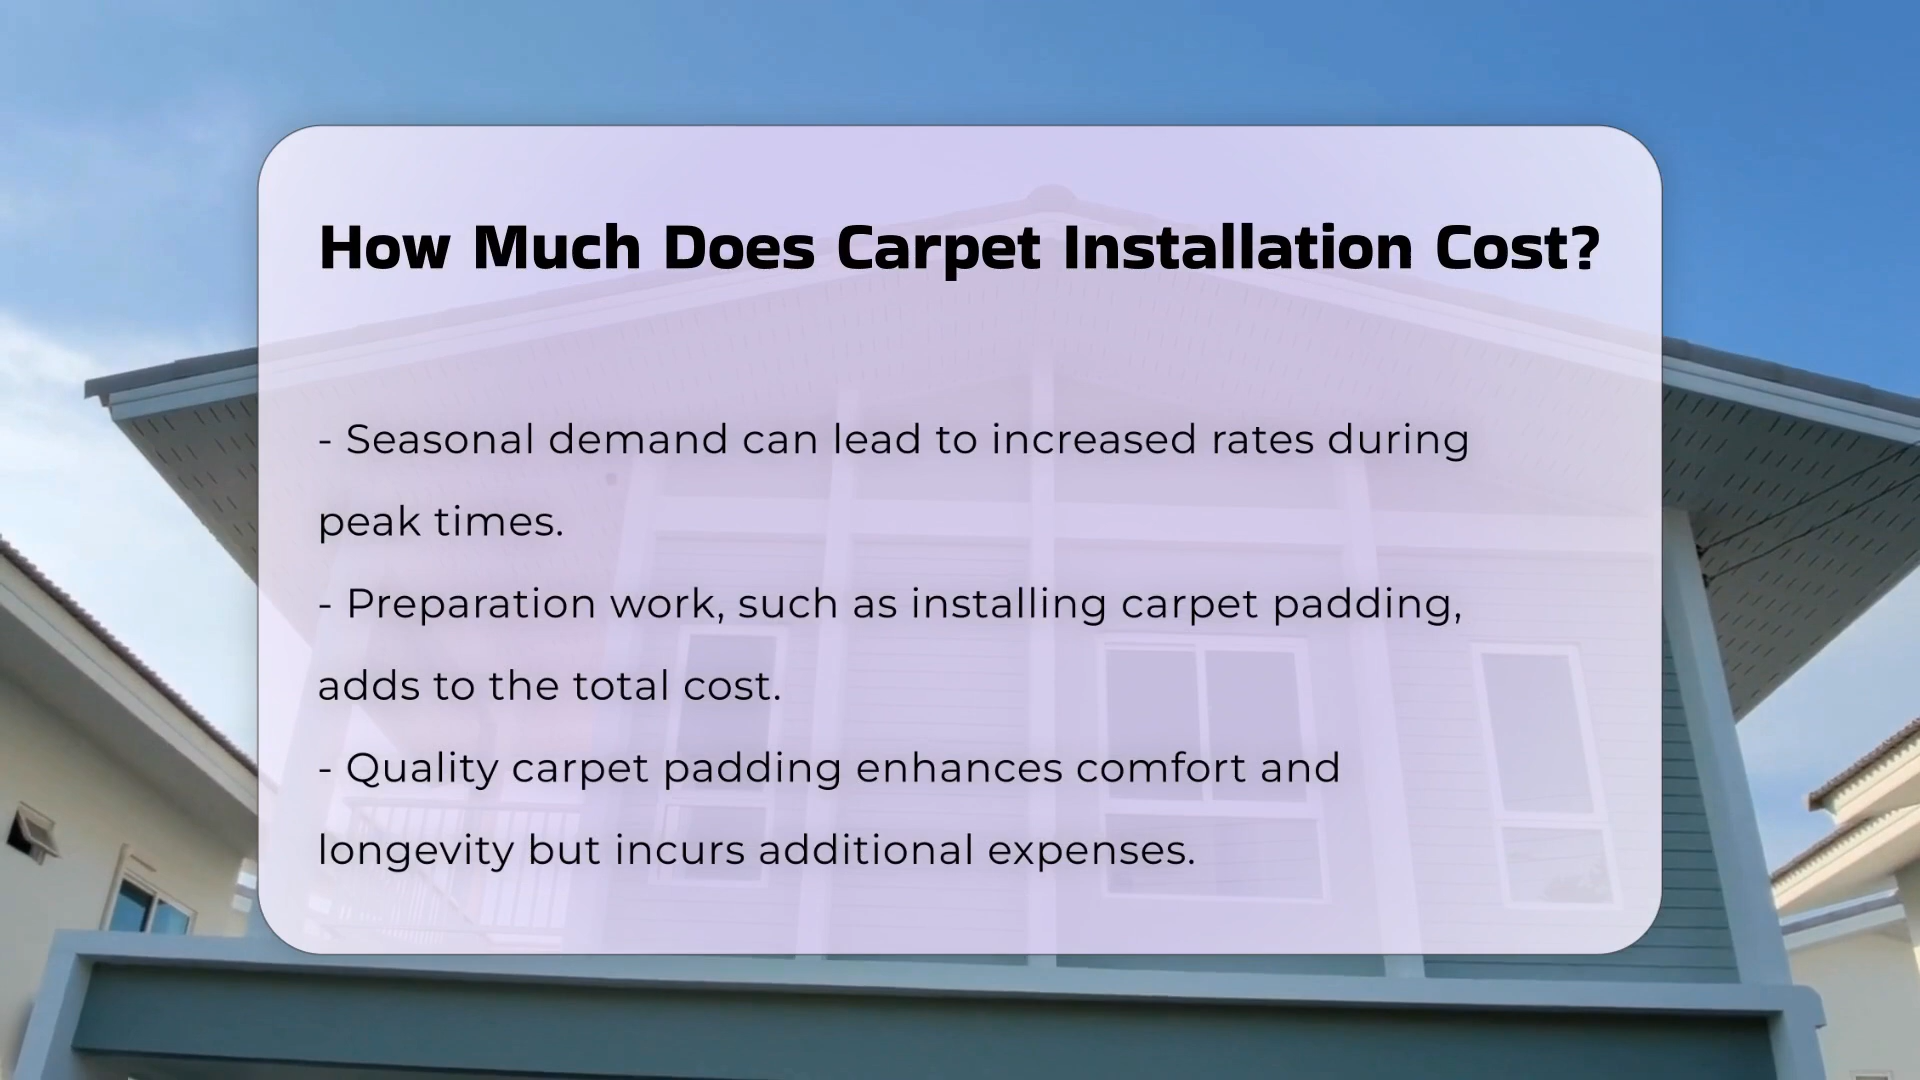 How Much Does Carpet Installation Cost?
- Seasonal demand can lead to increased rates during
peak times.
- Preparation work, such as installing carpet padding,
adds to the total cost.
- Quality carpet padding enhances comfort and
longevity but incurs additional expenses.